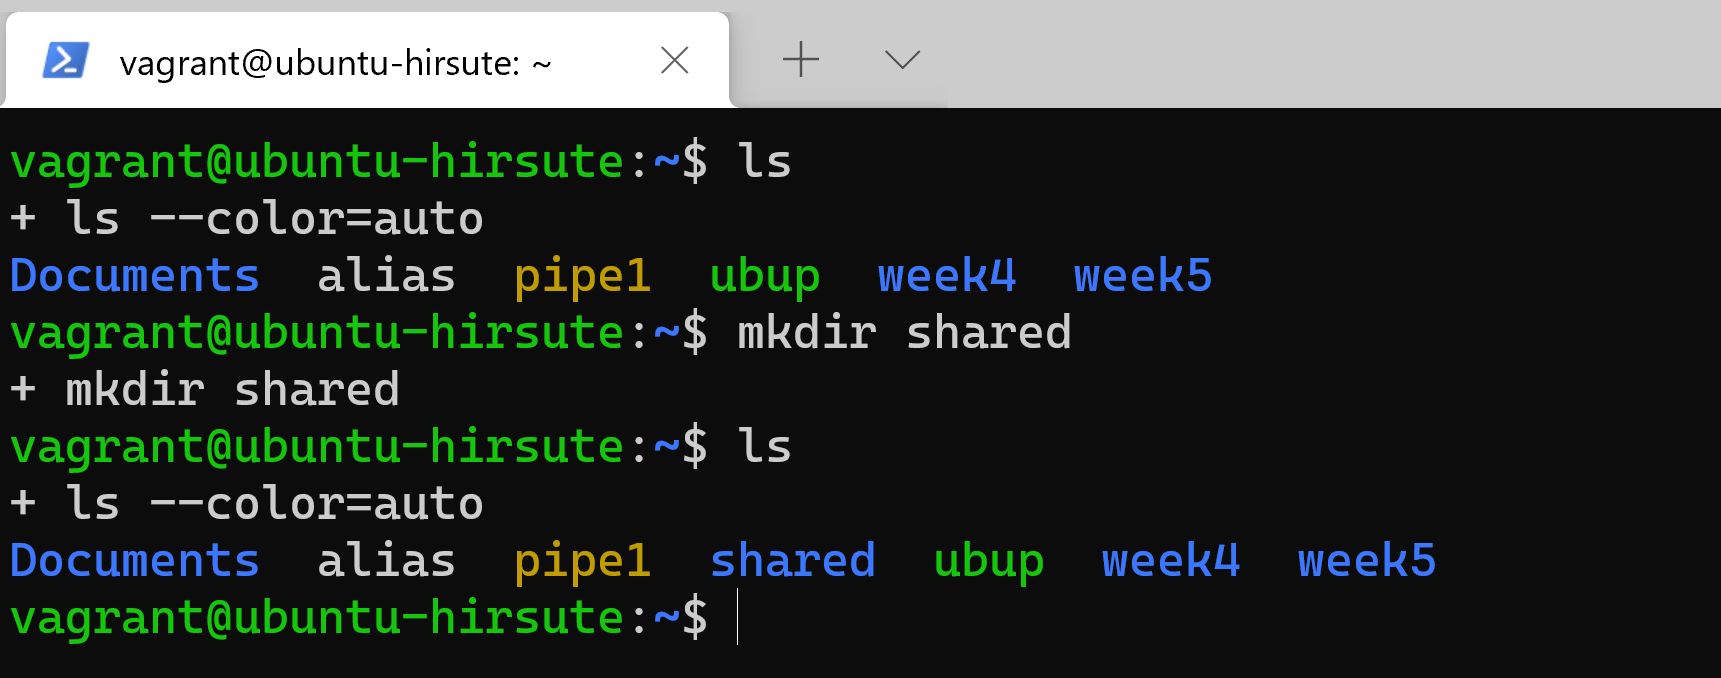 vagrant@ubuntu-hirsute: ~
vagrant@ubuntu-hirsute:~$ ls
+ ls --color=auto
Documents  alias  pipe1  ubup  week4  week5
vagrant@ubuntu-hirsute:~$ mkdir shared
+ mkdir shared
vagrant@ubuntu-hirsute:~$ ls
+ ls --color=auto
Documents  alias  pipe1  shared  ubup  week4  week5
vagrant@ubuntu-hirsute:~$